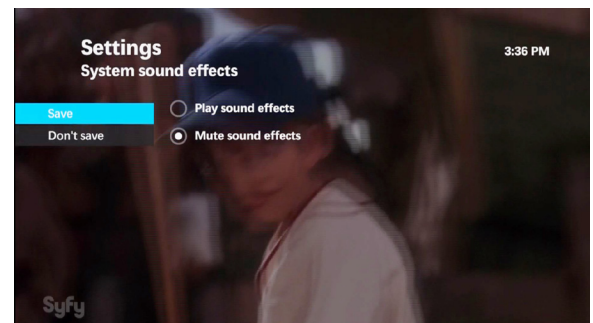 Settings
3:36 PM
System sound effects
Save
Play sound effects
Don't save
Mute sound effects
Syfy